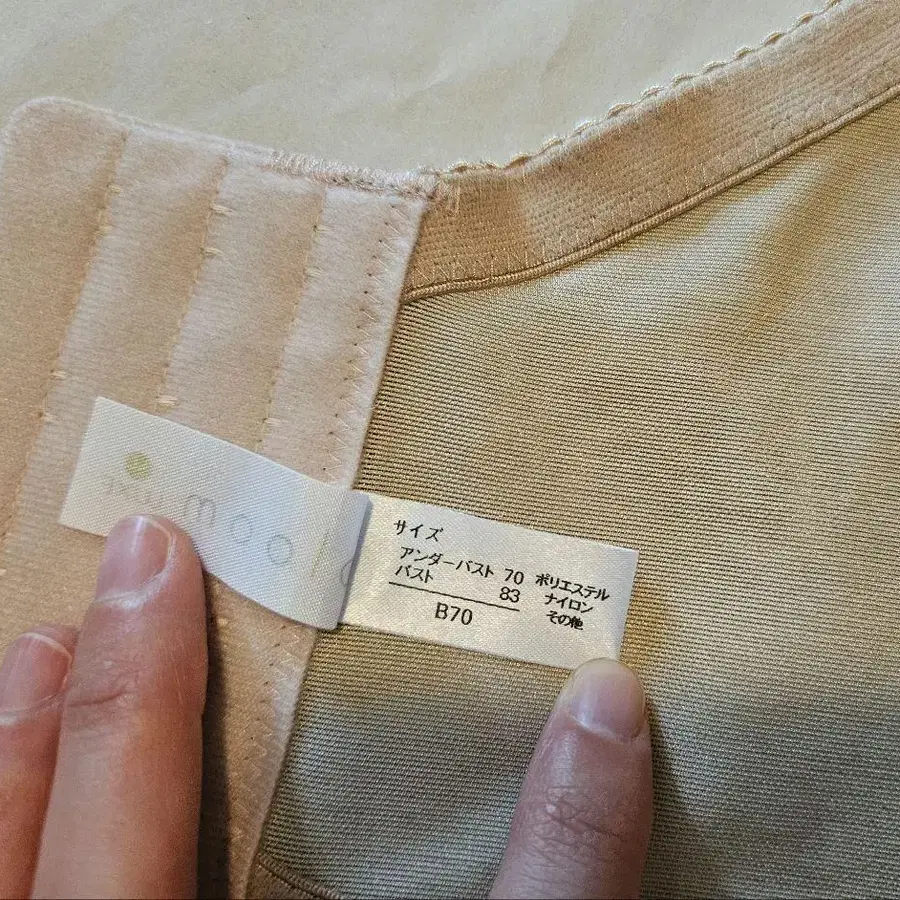 サイズ
アンダーバスト 70
バスト 83
B70
ポリエステル
ナイロン
その他